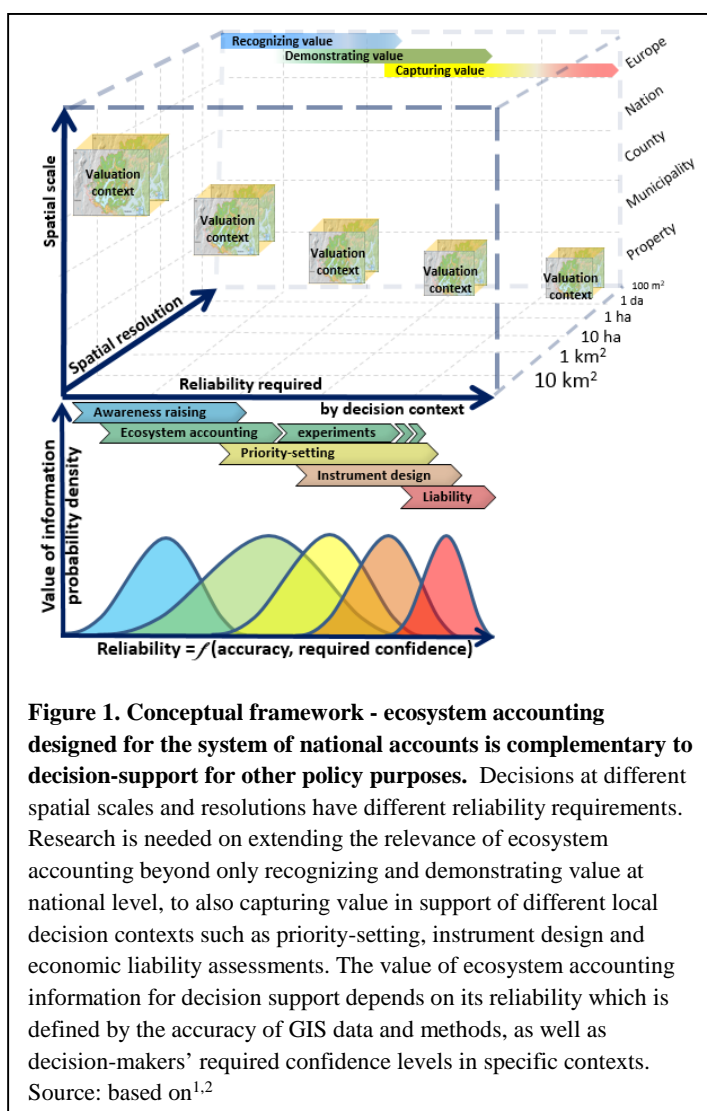 Recognizing value
Demonstrating value
Capturing value
Europe
Nation
County
Municipality
Property
Spatial scale
Valuation
context
Valuation
context
Valuation
context
Valuation
context
Valuation
context
100 m²
1 da
1 ha
10 ha
1 km²
10 km²
Spatial resolution
Reliability required
by decision context
Awareness raising
Ecosystem accounting experiments
Priority-setting
Instrument design
Liability
Value of information
probability density
Reliability = f (accuracy, required confidence)
Figure 1. Conceptual framework - ecosystem accounting
designed for the system of national accounts is complementary to
decision-support for other policy purposes. Decisions at different
spatial scales and resolutions have different reliability requirements.
Research is needed on extending the relevance of ecosystem
accounting beyond only recognizing and demonstrating value at
national level, to also capturing value in support of different local
decision contexts such as priority-setting, instrument design and
economic liability assessments. The value of ecosystem accounting
information for decision support depends on its reliability which is
defined by the accuracy of GIS data and methods, as well as
decision-makers’ required confidence levels in specific contexts.
Source: based on1,2